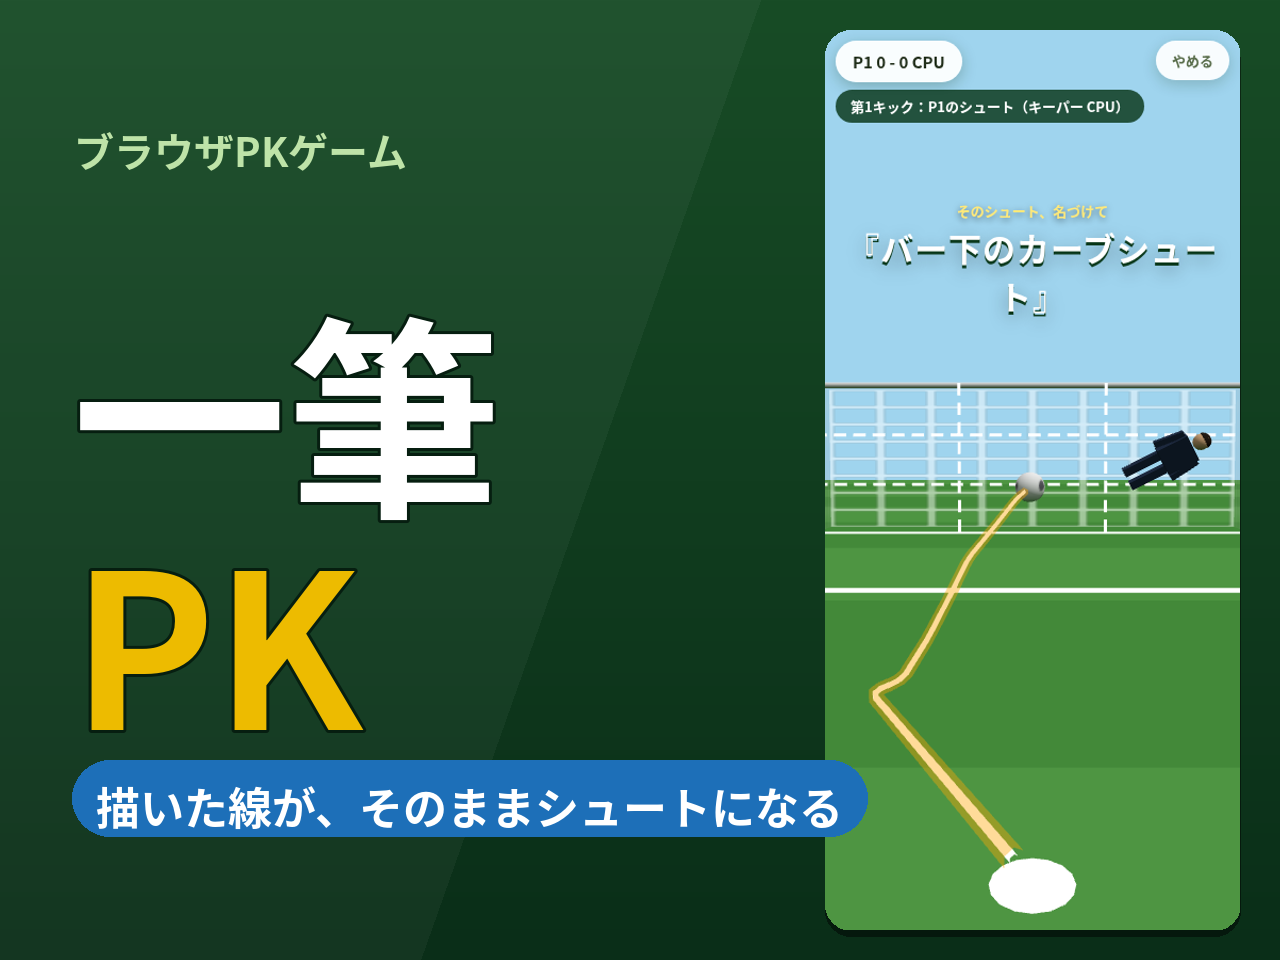 ブラウザPKゲーム
一筆
PK
描いた線が、そのままシュートになる
P1 0 - 0 CPU
やめる
第1キック：P1のシュート（キーパー CPU）
そのシュート、名づけて
『バー下のカーブシュー
ト』